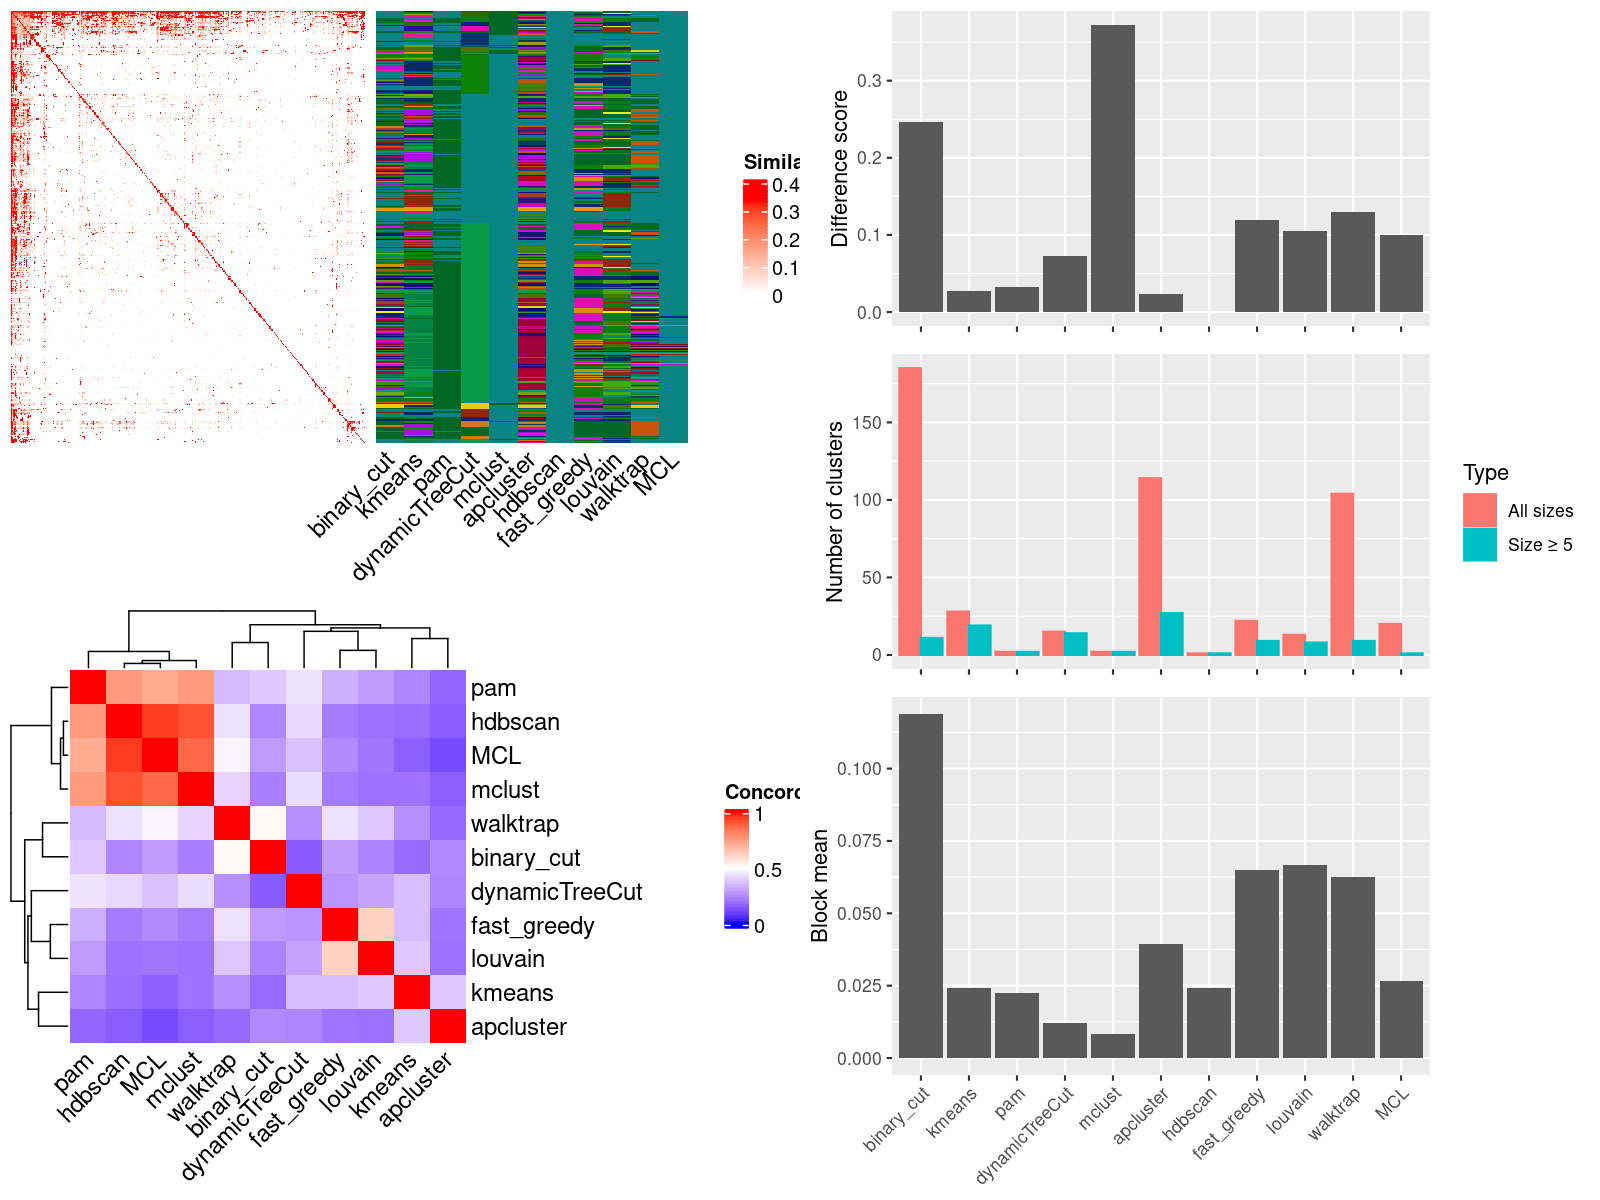 Simila
0.4
0.3
0.2
0.1
0
binary_cut
kmeans
pam
dynamicTreeCut
mclust
apcluster
hdbscan
fast_greedy
louvain
walktrap
MCL
pam
hdbscan
MCL
mclust
walktrap
binary_cut
dynamicTreeCut
fast_greedy
louvain
kmeans
apcluster
pam
hdbscan
MCL
mclust
walktrap
binary_cut
dynamicTreeCut
fast_greedy
louvain
kmeans
apcluster
Concord
1
0.5
0
Difference score
0.3
0.2
0.1
0.0
Number of clusters
150
100
50
0
Type
All sizes
Size ≥ 5
Block mean
0.100
0.075
0.050
0.025
0.000
binary_cut
kmeans
pam
dynamicTreeCut
mclust
apcluster
hdbscan
fast_greedy
louvain
walktrap
MCL